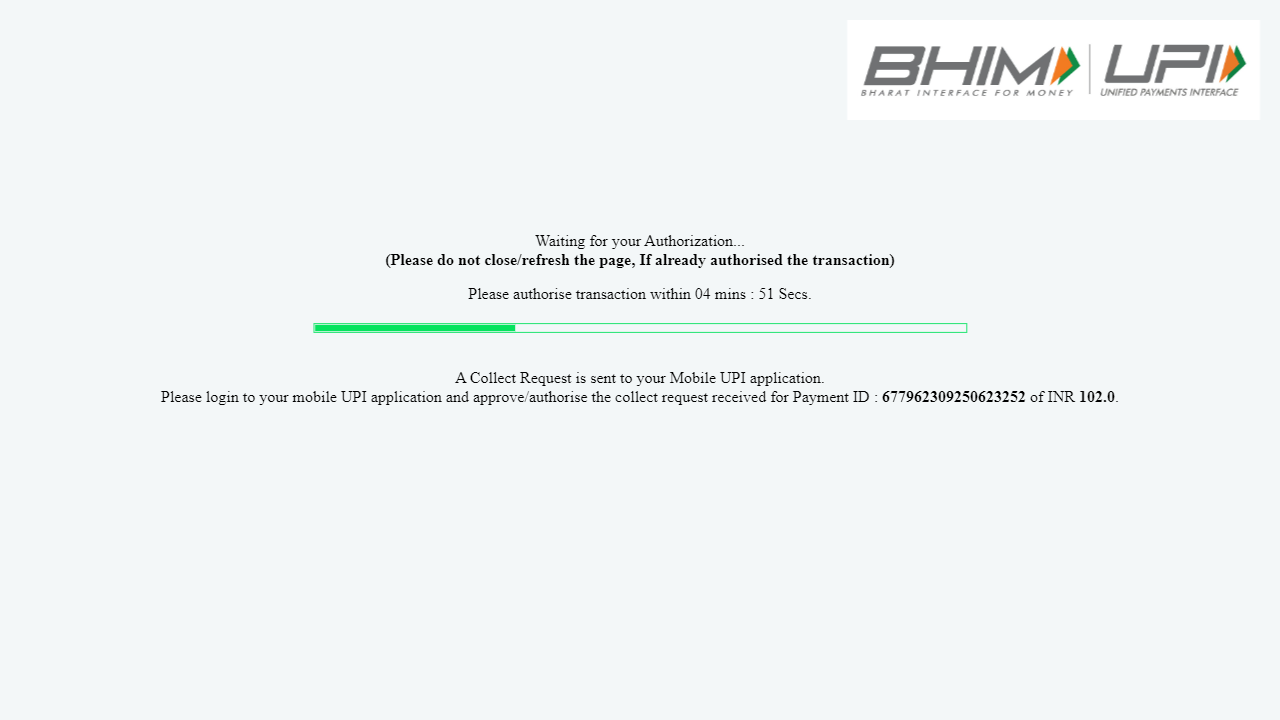 BHIM UPI
BHARAT INTERFACE FOR MONEY UNIFIED PAYMENTS INTERFACE
Waiting for your Authorization...
(Please do not close/refresh the page, If already authorised the transaction)
Please authorise transaction within 04 mins : 51 Secs.
A Collect Request is sent to your Mobile UPI application.
Please login to your mobile UPI application and approve/authorise the collect request received for Payment ID : 677962309250623252 of INR 102.0.